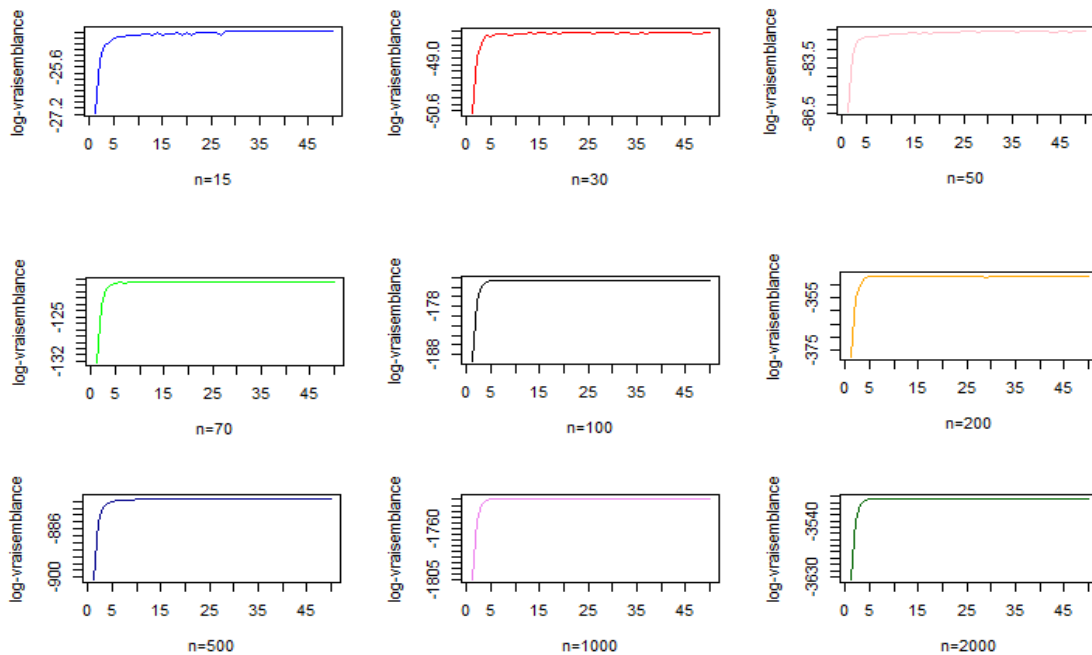 log-vraisemblance
-25.6
-27.2
0 5 15 25 35 45
n=15
log-vraisemblance
-49.0
-50.6
0 5 15 25 35 45
n=30
log-vraisemblance
-83.5
-86.5
0 5 15 25 35 45
n=50
log-vraisemblance
-125
-132
0 5 15 25 35 45
n=70
log-vraisemblance
-178
-188
0 5 15 25 35 45
n=100
log-vraisemblance
-355
-375
0 5 15 25 35 45
n=200
log-vraisemblance
-886
-900
0 5 15 25 35 45
n=500
log-vraisemblance
-1760
-1805
0 5 15 25 35 45
n=1000
log-vraisemblance
-3540
-3630
0 5 15 25 35 45
n=2000